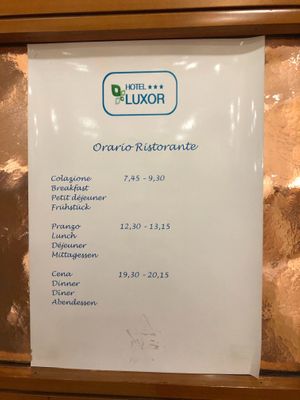 HOTEL ★★★
LUXOR
Orario Ristorante
Colazione 7,45 - 9,30
Breakfast
Petit déjeuner
Frühstück
Pranzo 12,30 - 13,15
Lunch
Déjeuner
Mittagessen
Cena 19,30 - 20,15
Dinner
Dîner
Abendessen